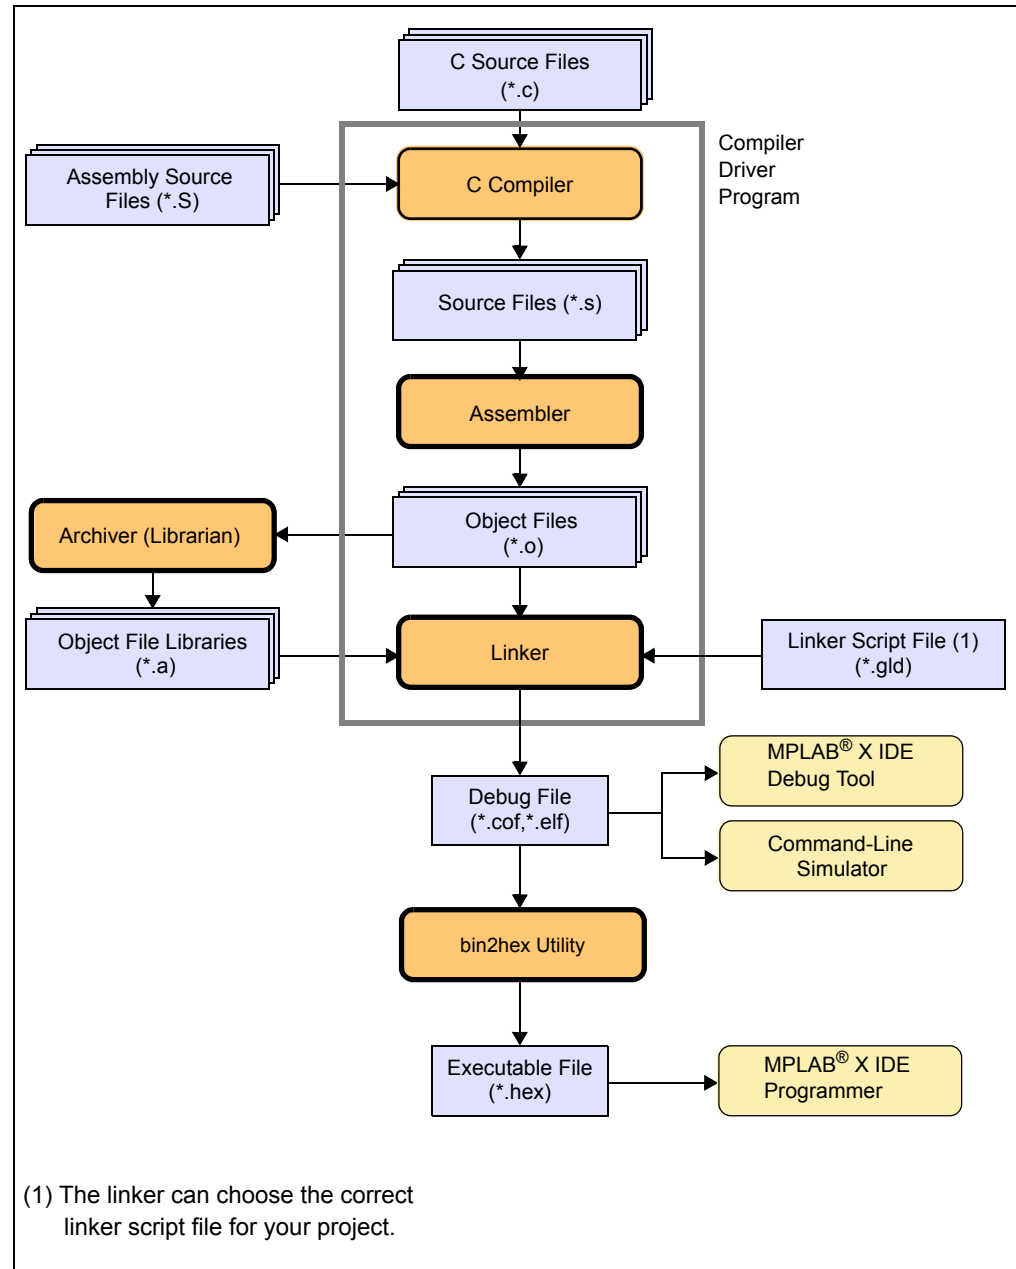 C Source Files
(*.c)
Compiler
Driver
Program
Assembly Source
Files (*.S)
C Compiler
Source Files (*.s)
Assembler
Archiver (Librarian)
Object Files
(*.o)
Object File Libraries
(*.a)
Linker
Linker Script File (1)
(*.gld)
MPLAB® X IDE
Debug Tool
Debug File
(*.cof,*.elf)
Command-Line
Simulator
bin2hex Utility
Executable File
(*.hex)
MPLAB® X IDE
Programmer
(1) The linker can choose the correct
linker script file for your project.